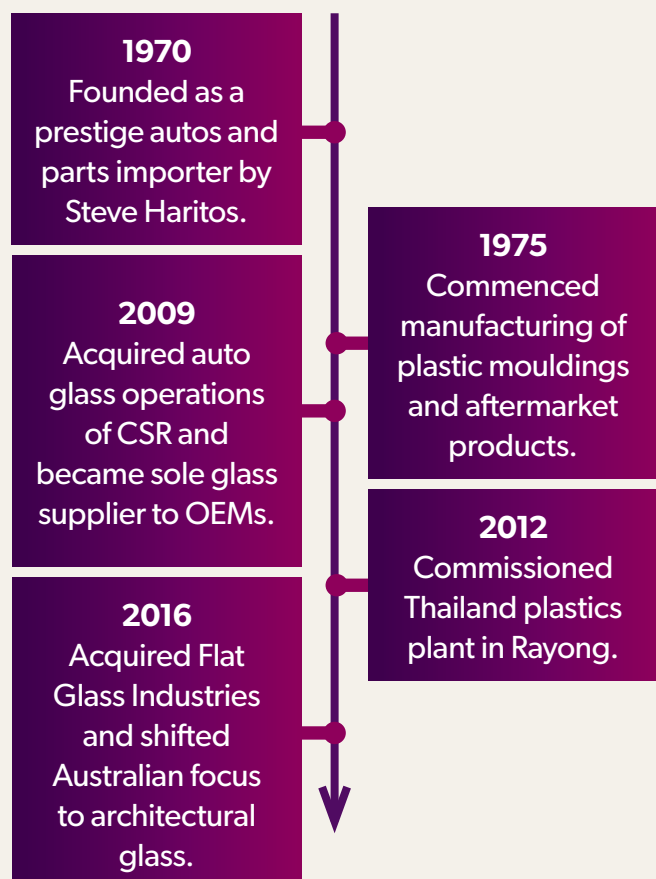 1970
Founded as a
prestige autos and
parts importer by
Steve Haritos.
1975
Commenced
manufacturing of
plastic mouldings
and aftermarket
products.
2009
Acquired auto
glass operations
of CSR and
became sole glass
supplier to OEMs.
2012
Commissioned
Thailand plastics
plant in Rayong.
2016
Acquired Flat
Glass Industries
and shifted
Australian focus
to architectural
glass.